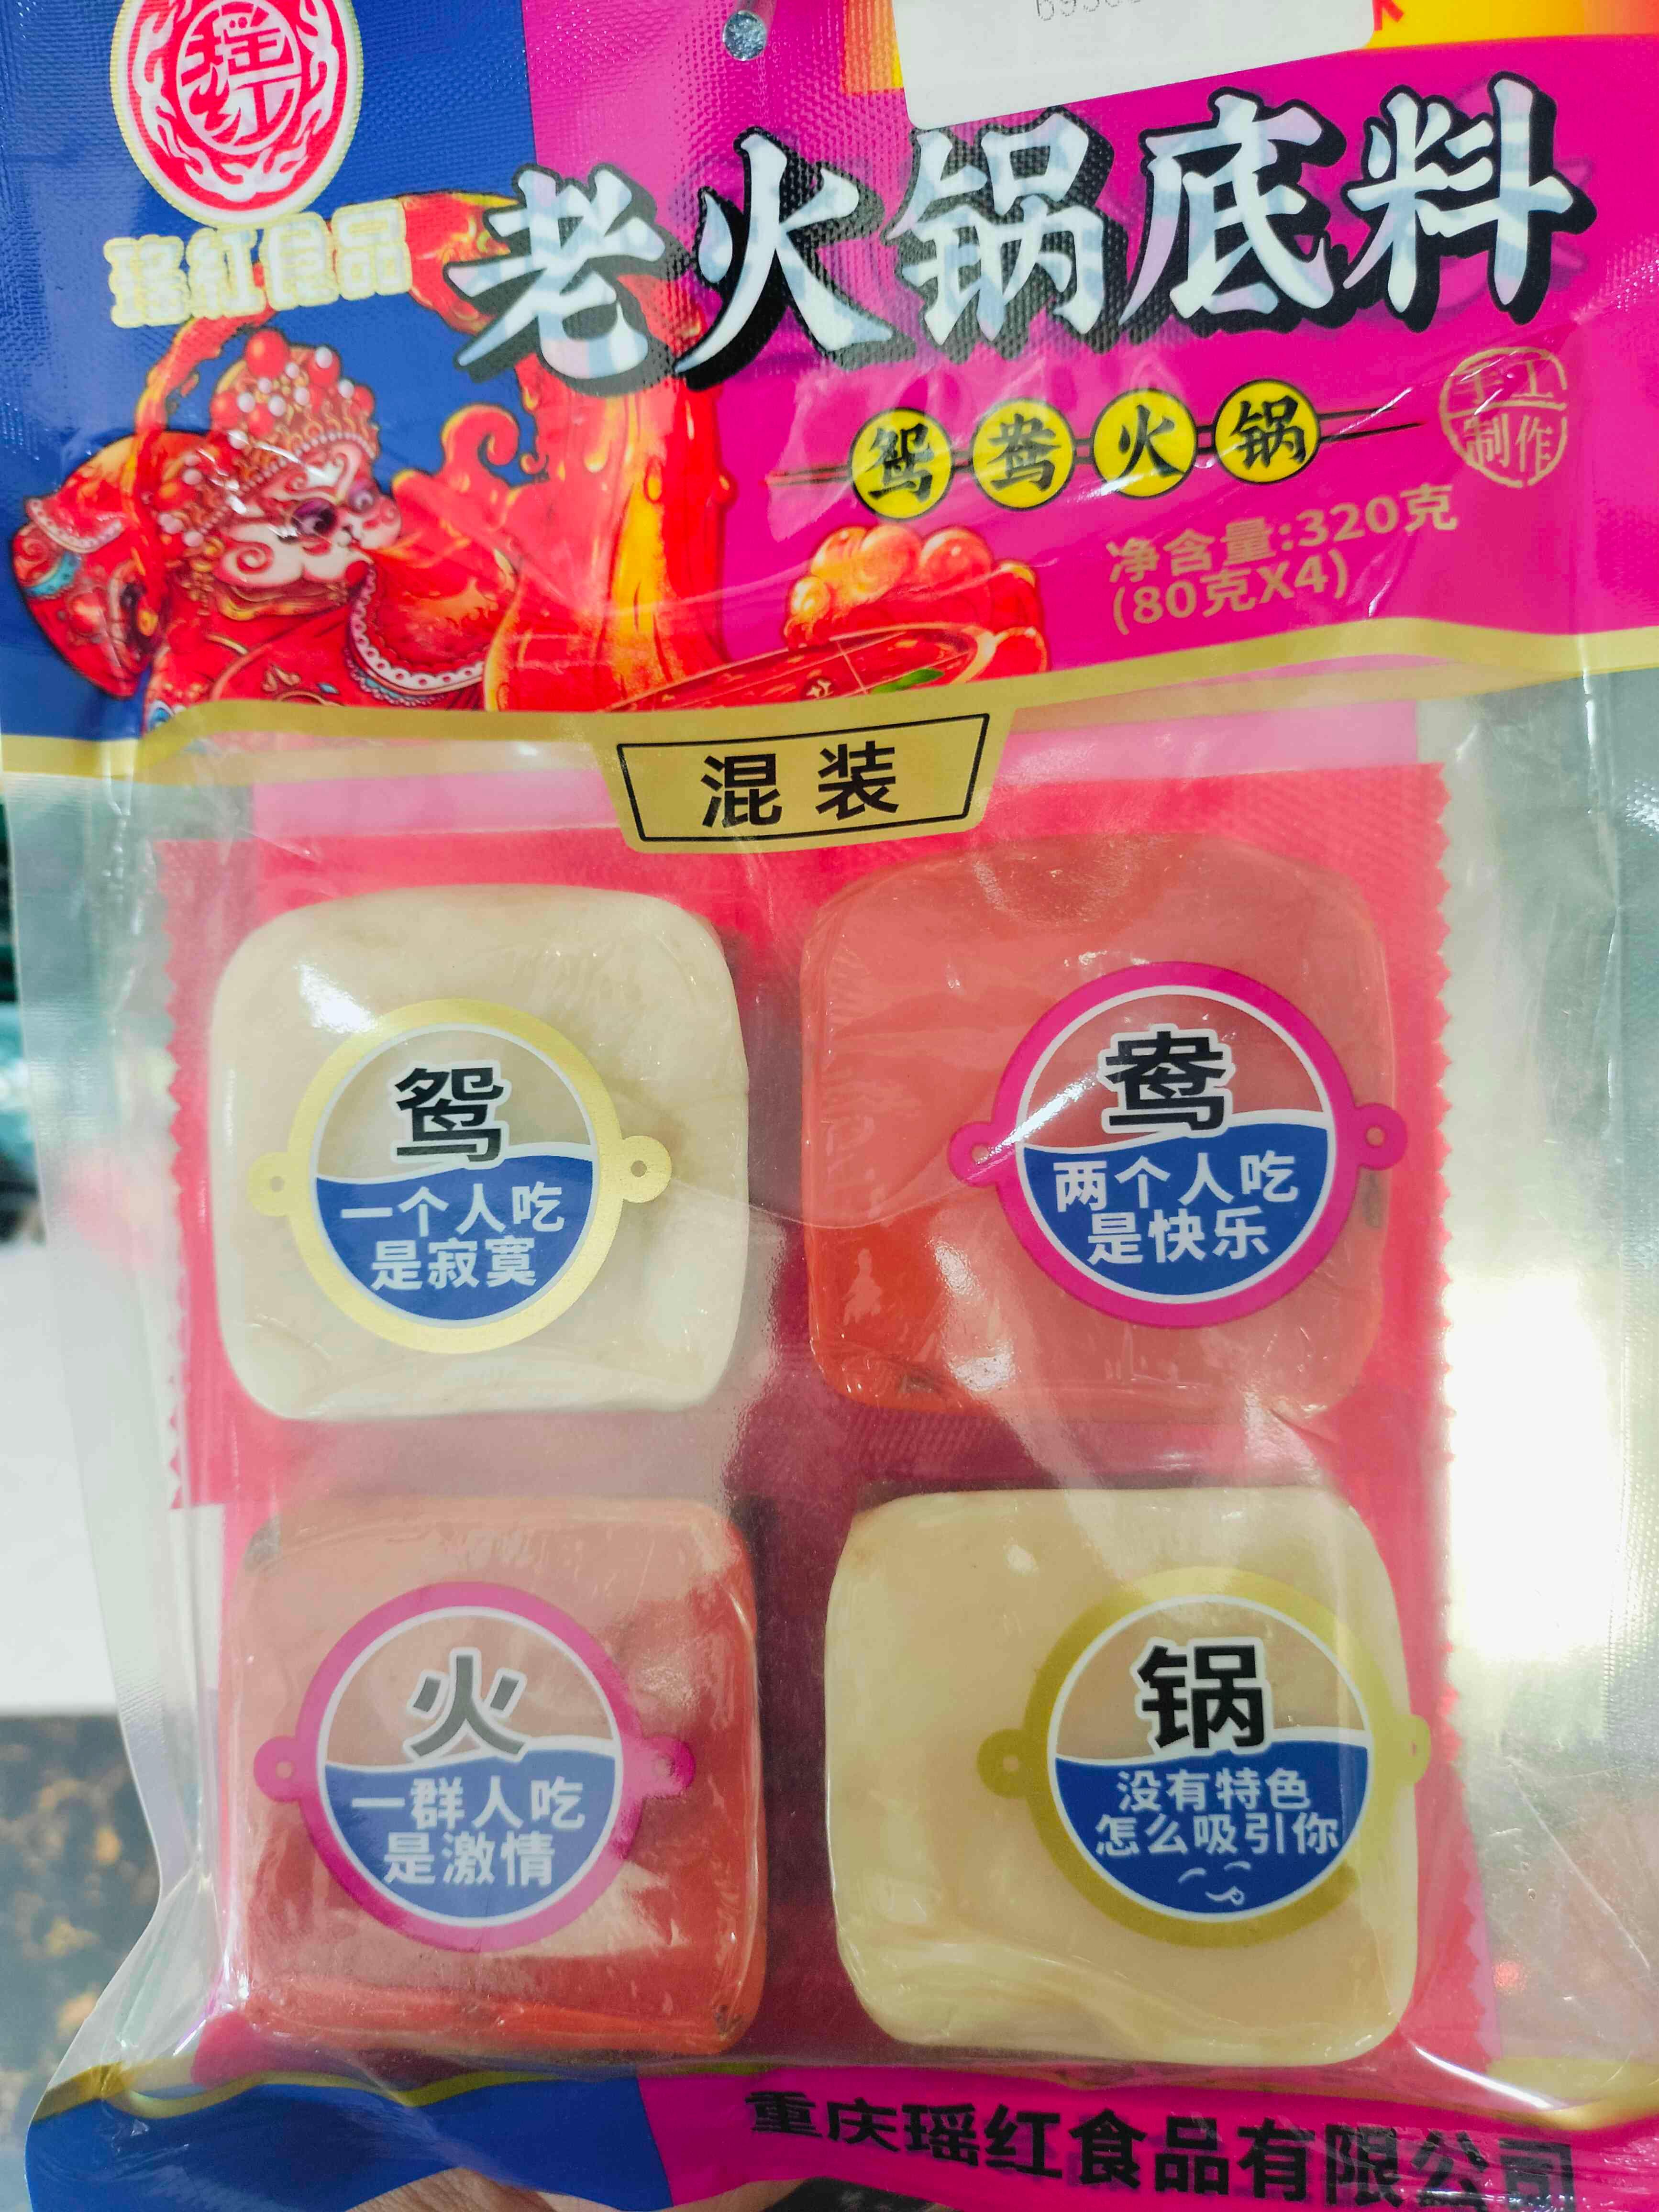 瑶红
瑤紅食品
老火锅底料
鸳鸯火锅
手工
制作
净含量:320克
(80克X4)
混装
鸳
一个人吃
是寂寞
鸯
两个人吃
是快乐
火
一群人吃
是激情
锅
没有特色
怎么吸引你
重庆瑶红食品有限公司